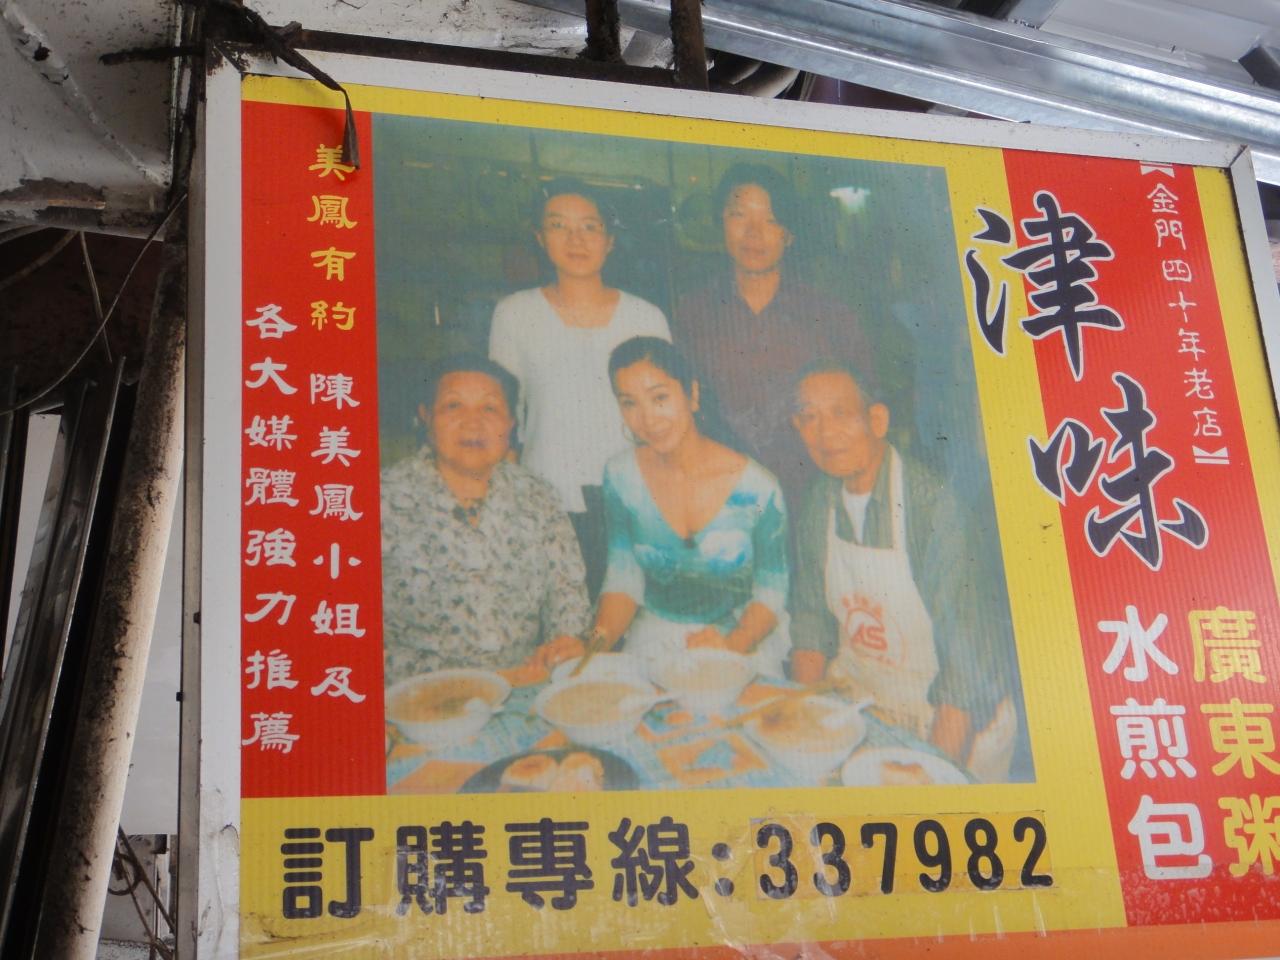 【金門四十年老店】
津味
廣東粥
水煎包
美鳳有約 陳美鳳小姐及
各大媒體強力推薦
訂購專線:337982